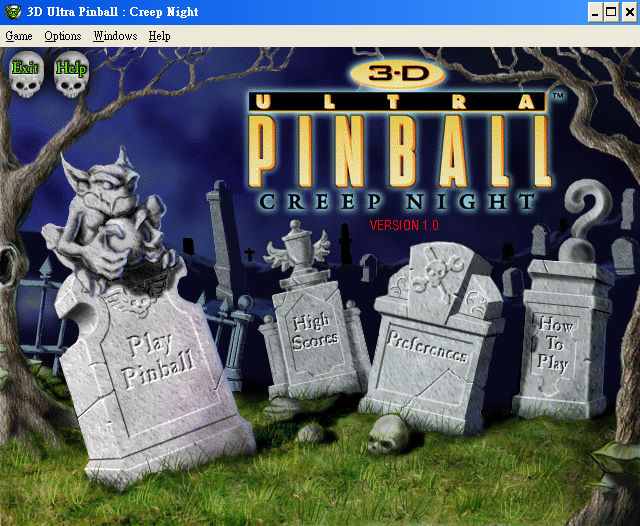 3D Ultra Pinball : Creep Night
Game Options Windows Help
Exit Help
3-D
ULTRA™
PINBALL
CREEP NIGHT
VERSION 1.0
Play
Pinball
High
Scores
Preferences
How
To
Play